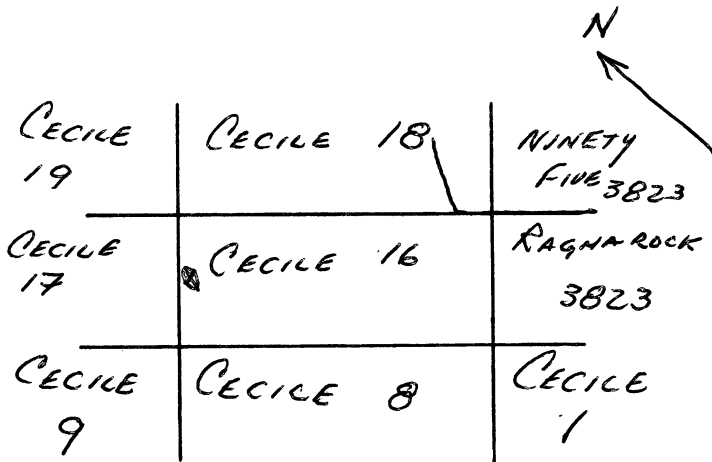 N
CECILE
19
CECILE 18
NINETY
FIVE 3823
CECILE
17
CECILE 16
RAGNAROCK
3823
CECILE
9
CECILE 8
CECILE
1